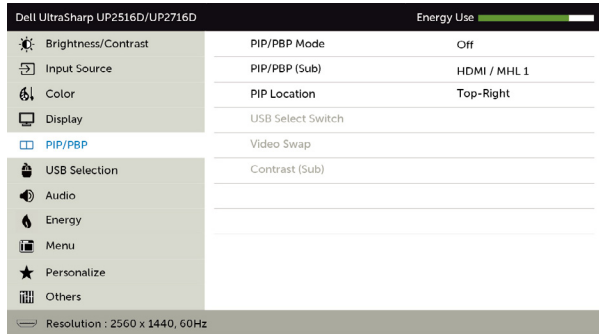 Dell UltraSharp UP2516D/UP2716D Energy Use
Brightness/Contrast PIP/PBP Mode Off
Input Source PIP/PBP (Sub) HDMI / MHL 1
Color PIP Location Top-Right
Display USB Select Switch
PIP/PBP Video Swap
USB Selection Contrast (Sub)
Audio
Energy
Menu
Personalize
Others
Resolution : 2560 x 1440, 60Hz